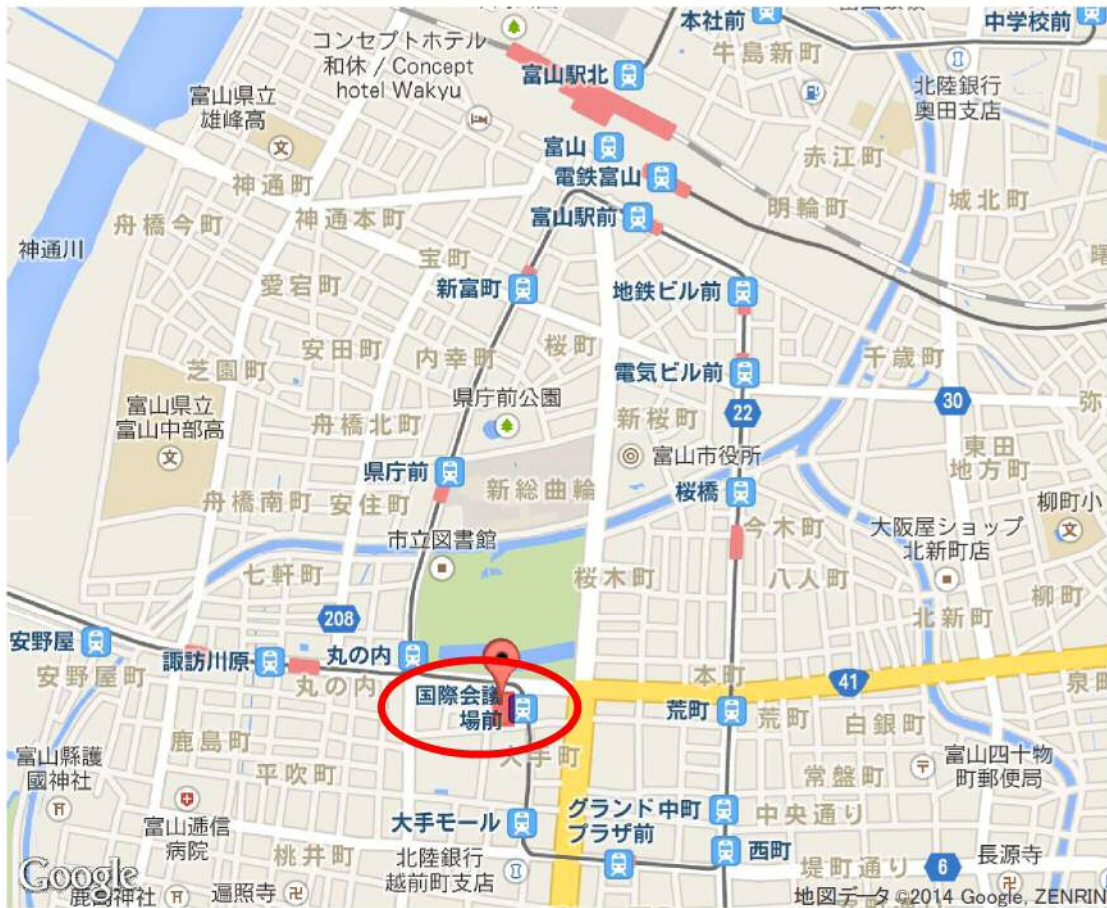 本社前
中学校前
コンセプトホテル
和休 / Concept
hotel Wakyu
牛島新町
富山駅北
北陸銀行
奥田支店
富山県立
雄峰高
富山
赤江町
電鉄富山
神通町
城北町
明輪町
舟橋今町
神通本町
富山駅前
神通川
宝町
曙
愛宕町
新富町
地鉄ビル前
安田町
内幸町
桜町
千歳町
芝園町
電気ビル前
県庁前公園
30
弥
富山県立
富山中部高
舟橋北町
新桜町
22
東田
地方町
富山市役所
県庁前
新総曲輪
桜橋
舟橋南町
安住町
柳町小
今木町
大阪屋ショップ
北新町店
市立図書館
七軒町
桜木町
八人町
柳町
208
北新町
安野屋
諏訪川原
丸の内
本町
安野屋町
丸の内
41
泉町
国際会議
場前
荒町
荒町
白銀町
鹿島町
大手町
富山縣護
國神社
平吹町
常盤町
富山四十物
町郵便局
大手モール
グランド
プラザ前
中町
中央通り
富山逓信
病院
桃井町
北陸銀行
越前町支店
西町
堤町通り
6
長源寺
Google
鹿島神社
遍照寺
地図データ ©2014 Google, ZENRIN